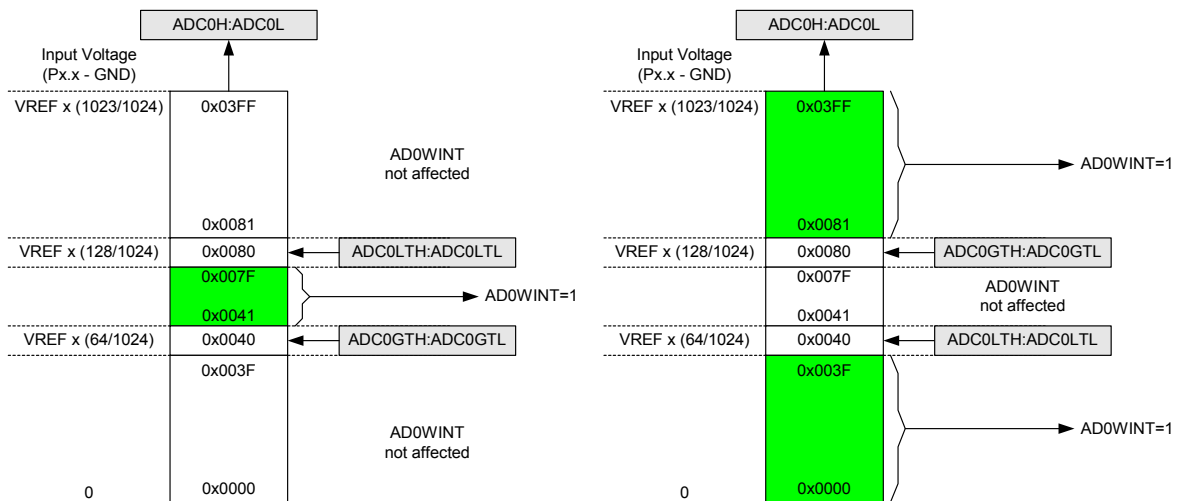 ADC0H:ADC0L
Input Voltage
(Px.x - GND)
VREF x (1023/1024)
0x03FF
AD0WINT
not affected
0x0081
VREF x (128/1024)
0x0080
ADC0LTH:ADC0LTL
0x007F
AD0WINT=1
0x0041
VREF x (64/1024)
0x0040
ADC0GTH:ADC0GTL
0x003F
AD0WINT
not affected
0
0x0000
ADC0H:ADC0L
Input Voltage
(Px.x - GND)
VREF x (1023/1024)
0x03FF
AD0WINT=1
0x0081
VREF x (128/1024)
0x0080
ADC0GTH:ADC0GTL
0x007F
AD0WINT
not affected
0x0041
VREF x (64/1024)
0x0040
ADC0LTH:ADC0LTL
0x003F
AD0WINT=1
0
0x0000